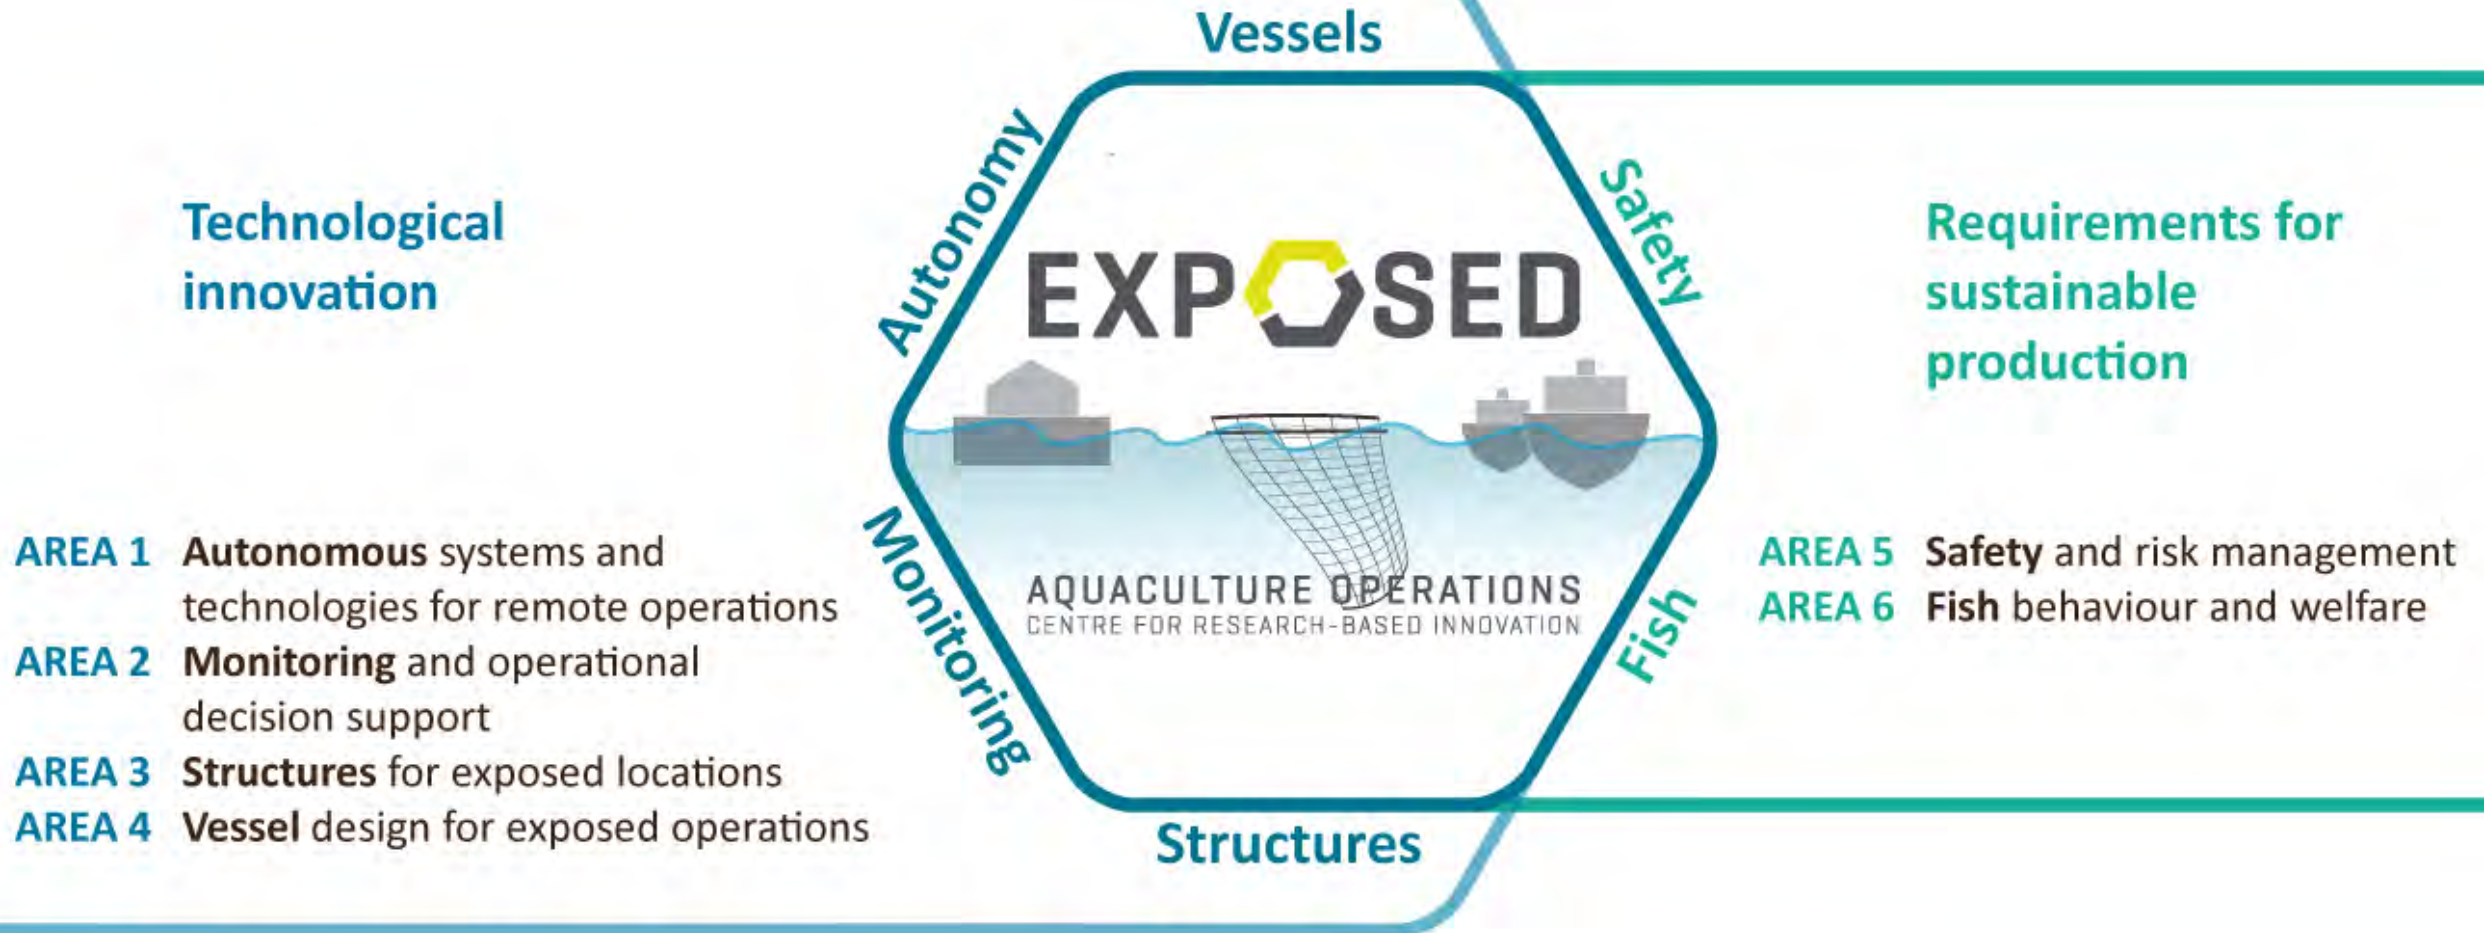 Vessels
Autonomy
Safety
Technological
innovation
EXPOSED
Requirements for
sustainable
production
AREA 1 Autonomous systems and
technologies for remote operations
AREA 2 Monitoring and operational
decision support
AREA 3 Structures for exposed locations
AREA 4 Vessel design for exposed operations
Monitoring
AQUACULTURE OPERATIONS
CENTRE FOR RESEARCH-BASED INNOVATION
Fish
AREA 5 Safety and risk management
AREA 6 Fish behaviour and welfare
Structures